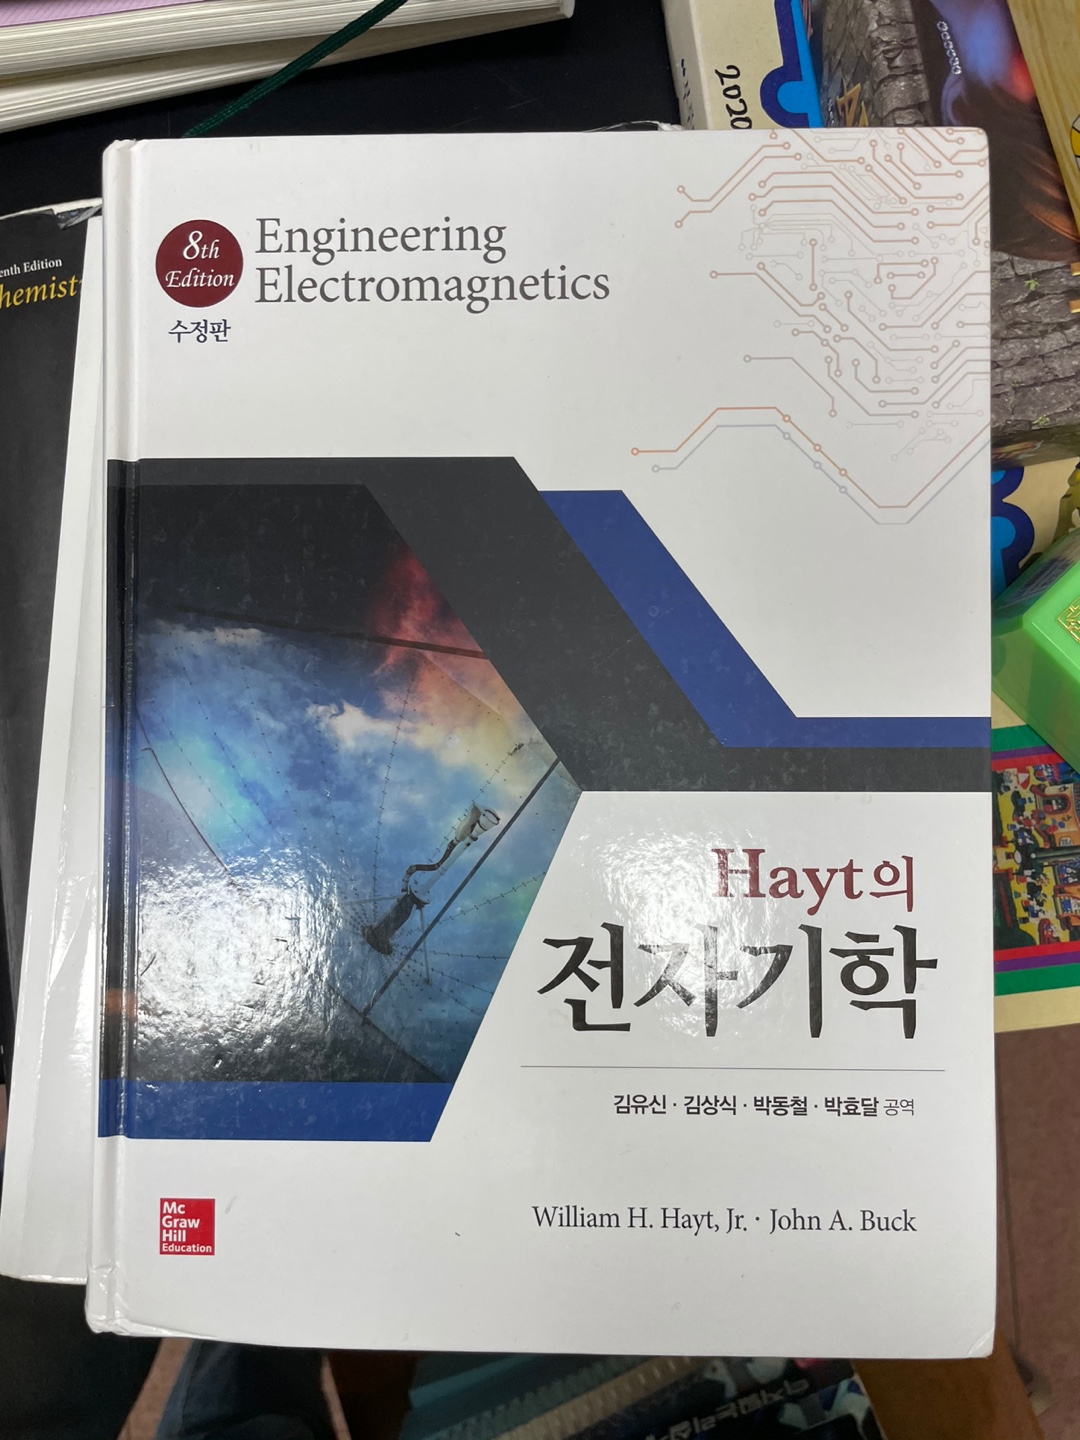 2020
enth Edition
hemist
8th
Edition
수정판
Engineering
Electromagnetics
Hayt의
전자기학
김유신 · 김상식 · 박동철 · 박효달 공역
William H. Hayt, Jr. · John A. Buck
Mc
Graw
Hill
Education